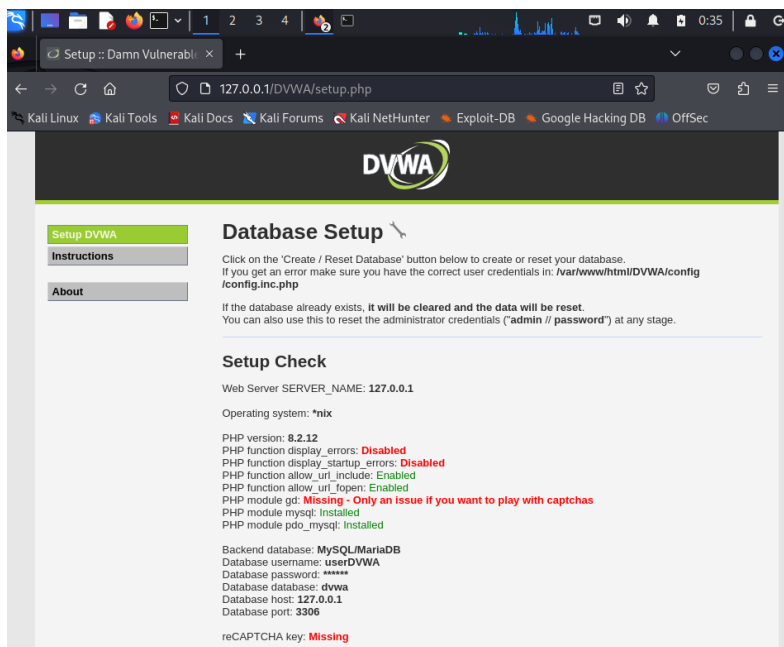 1 2 3 4 2 0:35
Setup :: Damn Vulnerabl
127.0.0.1/DVWA/setup.php
Kali Linux Kali Tools Kali Docs Kali Forums Kali NetHunter Exploit-DB Google Hacking DB OffSec
DVWA
Setup DVWA
Instructions
About
Database Setup
Click on the 'Create / Reset Database' button below to create or reset your database.
If you get an error make sure you have the correct user credentials in: /var/www/html/DVWA/config
/config.inc.php
If the database already exists, it will be cleared and the data will be reset.
You can also use this to reset the administrator credentials ("admin // password") at any stage.
Setup Check
Web Server SERVER_NAME: 127.0.0.1
Operating system: *nix
PHP version: 8.2.12
PHP function display_errors: Disabled
PHP function display_startup_errors: Disabled
PHP function allow_url_include: Enabled
PHP function allow_url_fopen: Enabled
PHP module gd: Missing - Only an issue if you want to play with captchas
PHP module mysql: Installed
PHP module pdo_mysql: Installed
Backend database: MySQL/MariaDB
Database username: userDVWA
Database password: ******
Database database: dvwa
Database host: 127.0.0.1
Database port: 3306
reCAPTCHA key: Missing